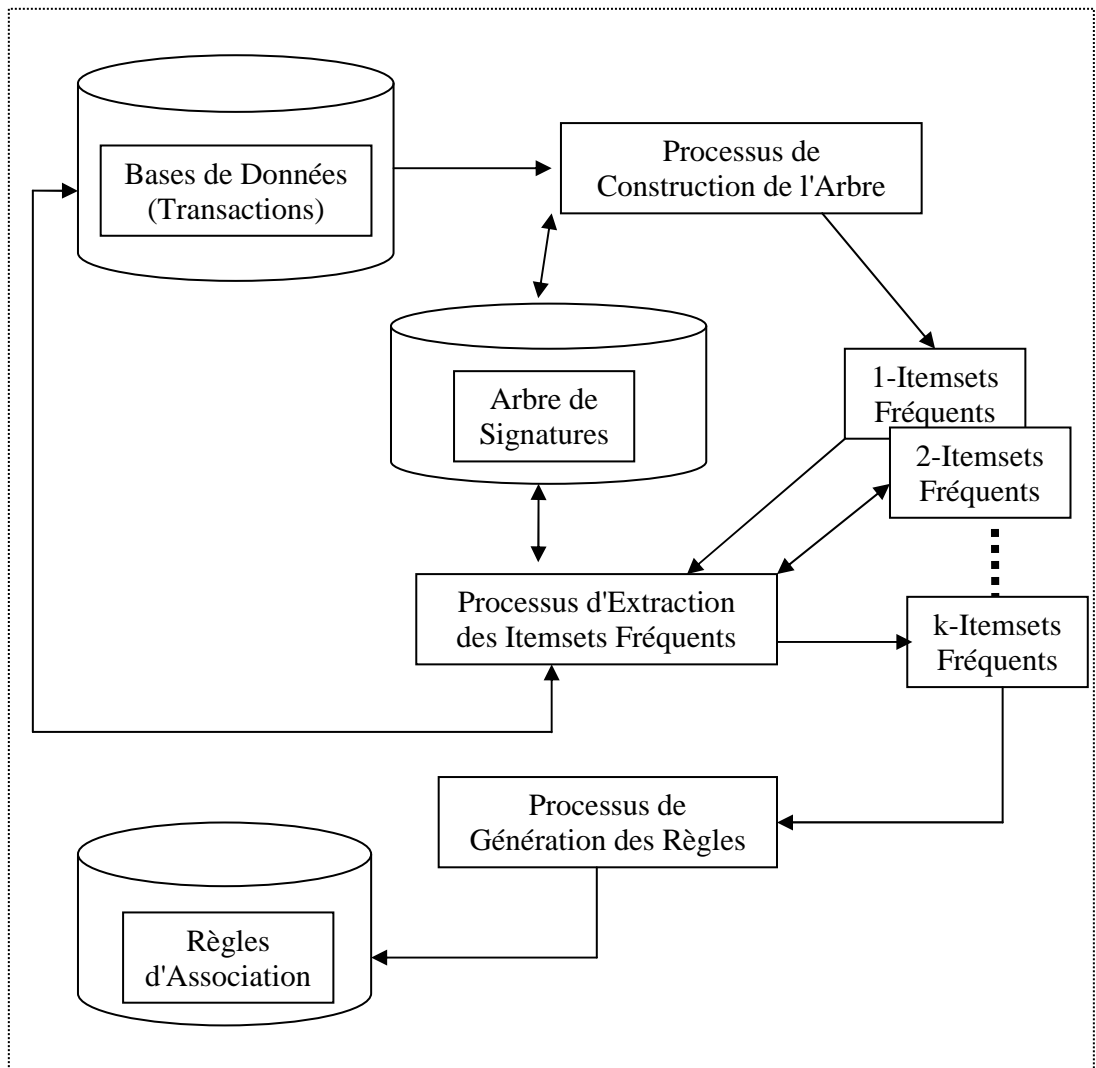 Bases de Données
(Transactions)
Processus de
Construction de l'Arbre
Arbre de
Signatures
1-Itemsets
Fréquents
2-Itemsets
Fréquents
Processus d'Extraction
des Itemsets Fréquents
k-Itemsets
Fréquents
Processus de
Génération des Règles
Règles
d'Association